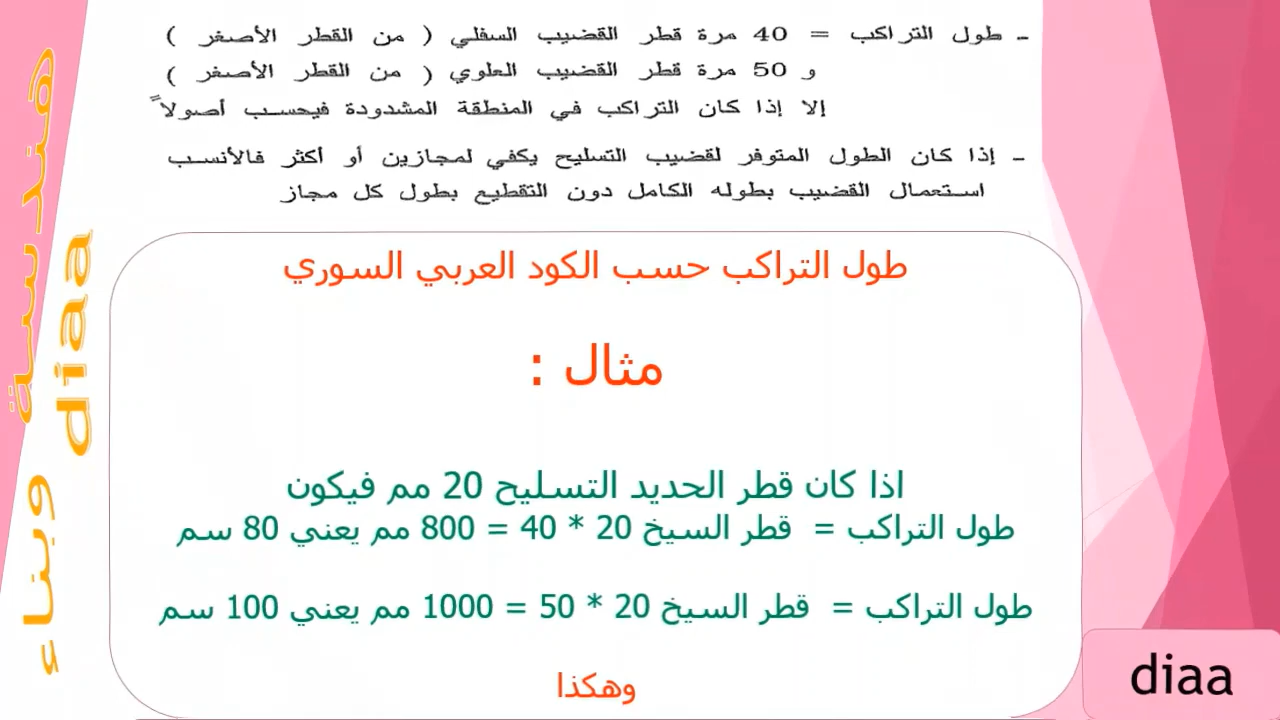 - طول التراكب = 40 مرة قطر القضيب السفلي ( من القطر الأصغر )
و 50 مرة قطر القضيب العلوي ( من القطر الأصغر )
إلا إذا كان التراكب في المنطقة المشدودة فيحسب أصولاً
- إذا كان الطول المتوفر لقضيب التسليح يكفي لمجازين أو أكثر فالأنسب
استعمال القضيب بطوله الكامل دون التقطيع بطول كل مجاز
طول التراكب حسب الكود العربي السوري
مثال :
اذا كان قطر الحديد التسليح 20 مم فيكون
طول التراكب = قطر السيخ 20 * 40 = 800 مم يعني 80 سم
طول التراكب = قطر السيخ 20 * 50 = 1000 مم يعني 100 سم
وهكذا
هندسة وبناء
diaa
diaa